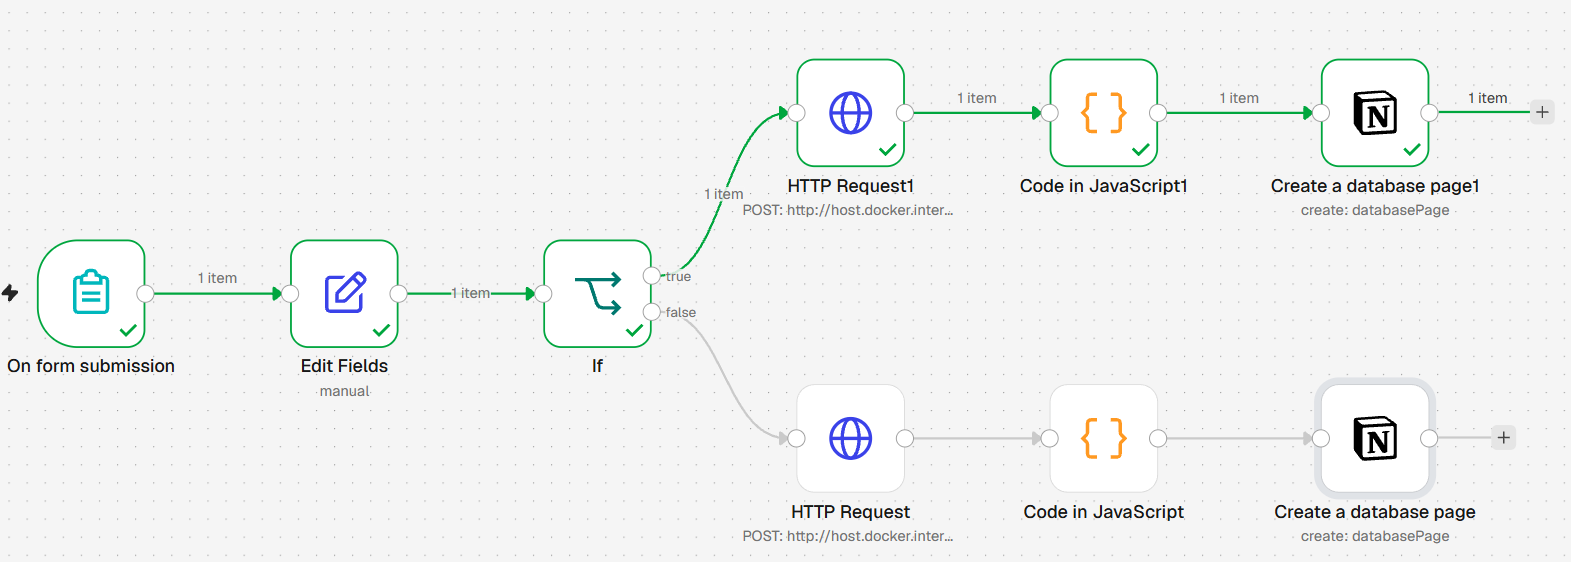 1 item
1 item
1 item
HTTP Request1
POST: http://host.docker.inter...
Code in JavaScript1
Create a database page1
create: databasePage
1 item
1 item
1 item
true
false
On form submission
Edit Fields
manual
If
HTTP Request
POST: http://host.docker.inter...
Code in JavaScript
Create a database page
create: databasePage